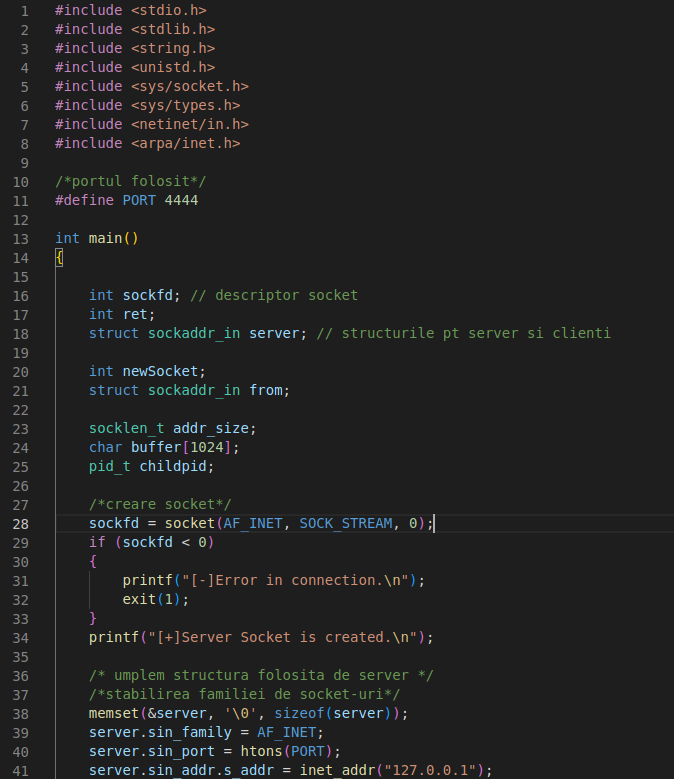 1 #include <stdio.h>
2 #include <stdlib.h>
3 #include <string.h>
4 #include <unistd.h>
5 #include <sys/socket.h>
6 #include <sys/types.h>
7 #include <netinet/in.h>
8 #include <arpa/inet.h>
9
10 /*portul folosit*/
11 #define PORT 4444
12
13 int main()
14 {
15
16     int sockfd; // descriptor socket
17     int ret;
18     struct sockaddr_in server; // structurile pt server si clienti
19
20     int newSocket;
21     struct sockaddr_in from;
22
23     socklen_t addr_size;
24     char buffer[1024];
25     pid_t childpid;
26
27     /*creare socket*/
28     sockfd = socket(AF_INET, SOCK_STREAM, 0);
29     if (sockfd < 0)
30     {
31         printf("[-]Error in connection.\n");
32         exit(1);
33     }
34     printf("[+]Server Socket is created.\n");
35
36     /* umplem structura folosita de server */
37     /*stabilirea familiei de socket-uri*/
38     memset(&server, '\0', sizeof(server));
39     server.sin_family = AF_INET;
40     server.sin_port = htons(PORT);
41     server.sin_addr.s_addr = inet_addr("127.0.0.1");